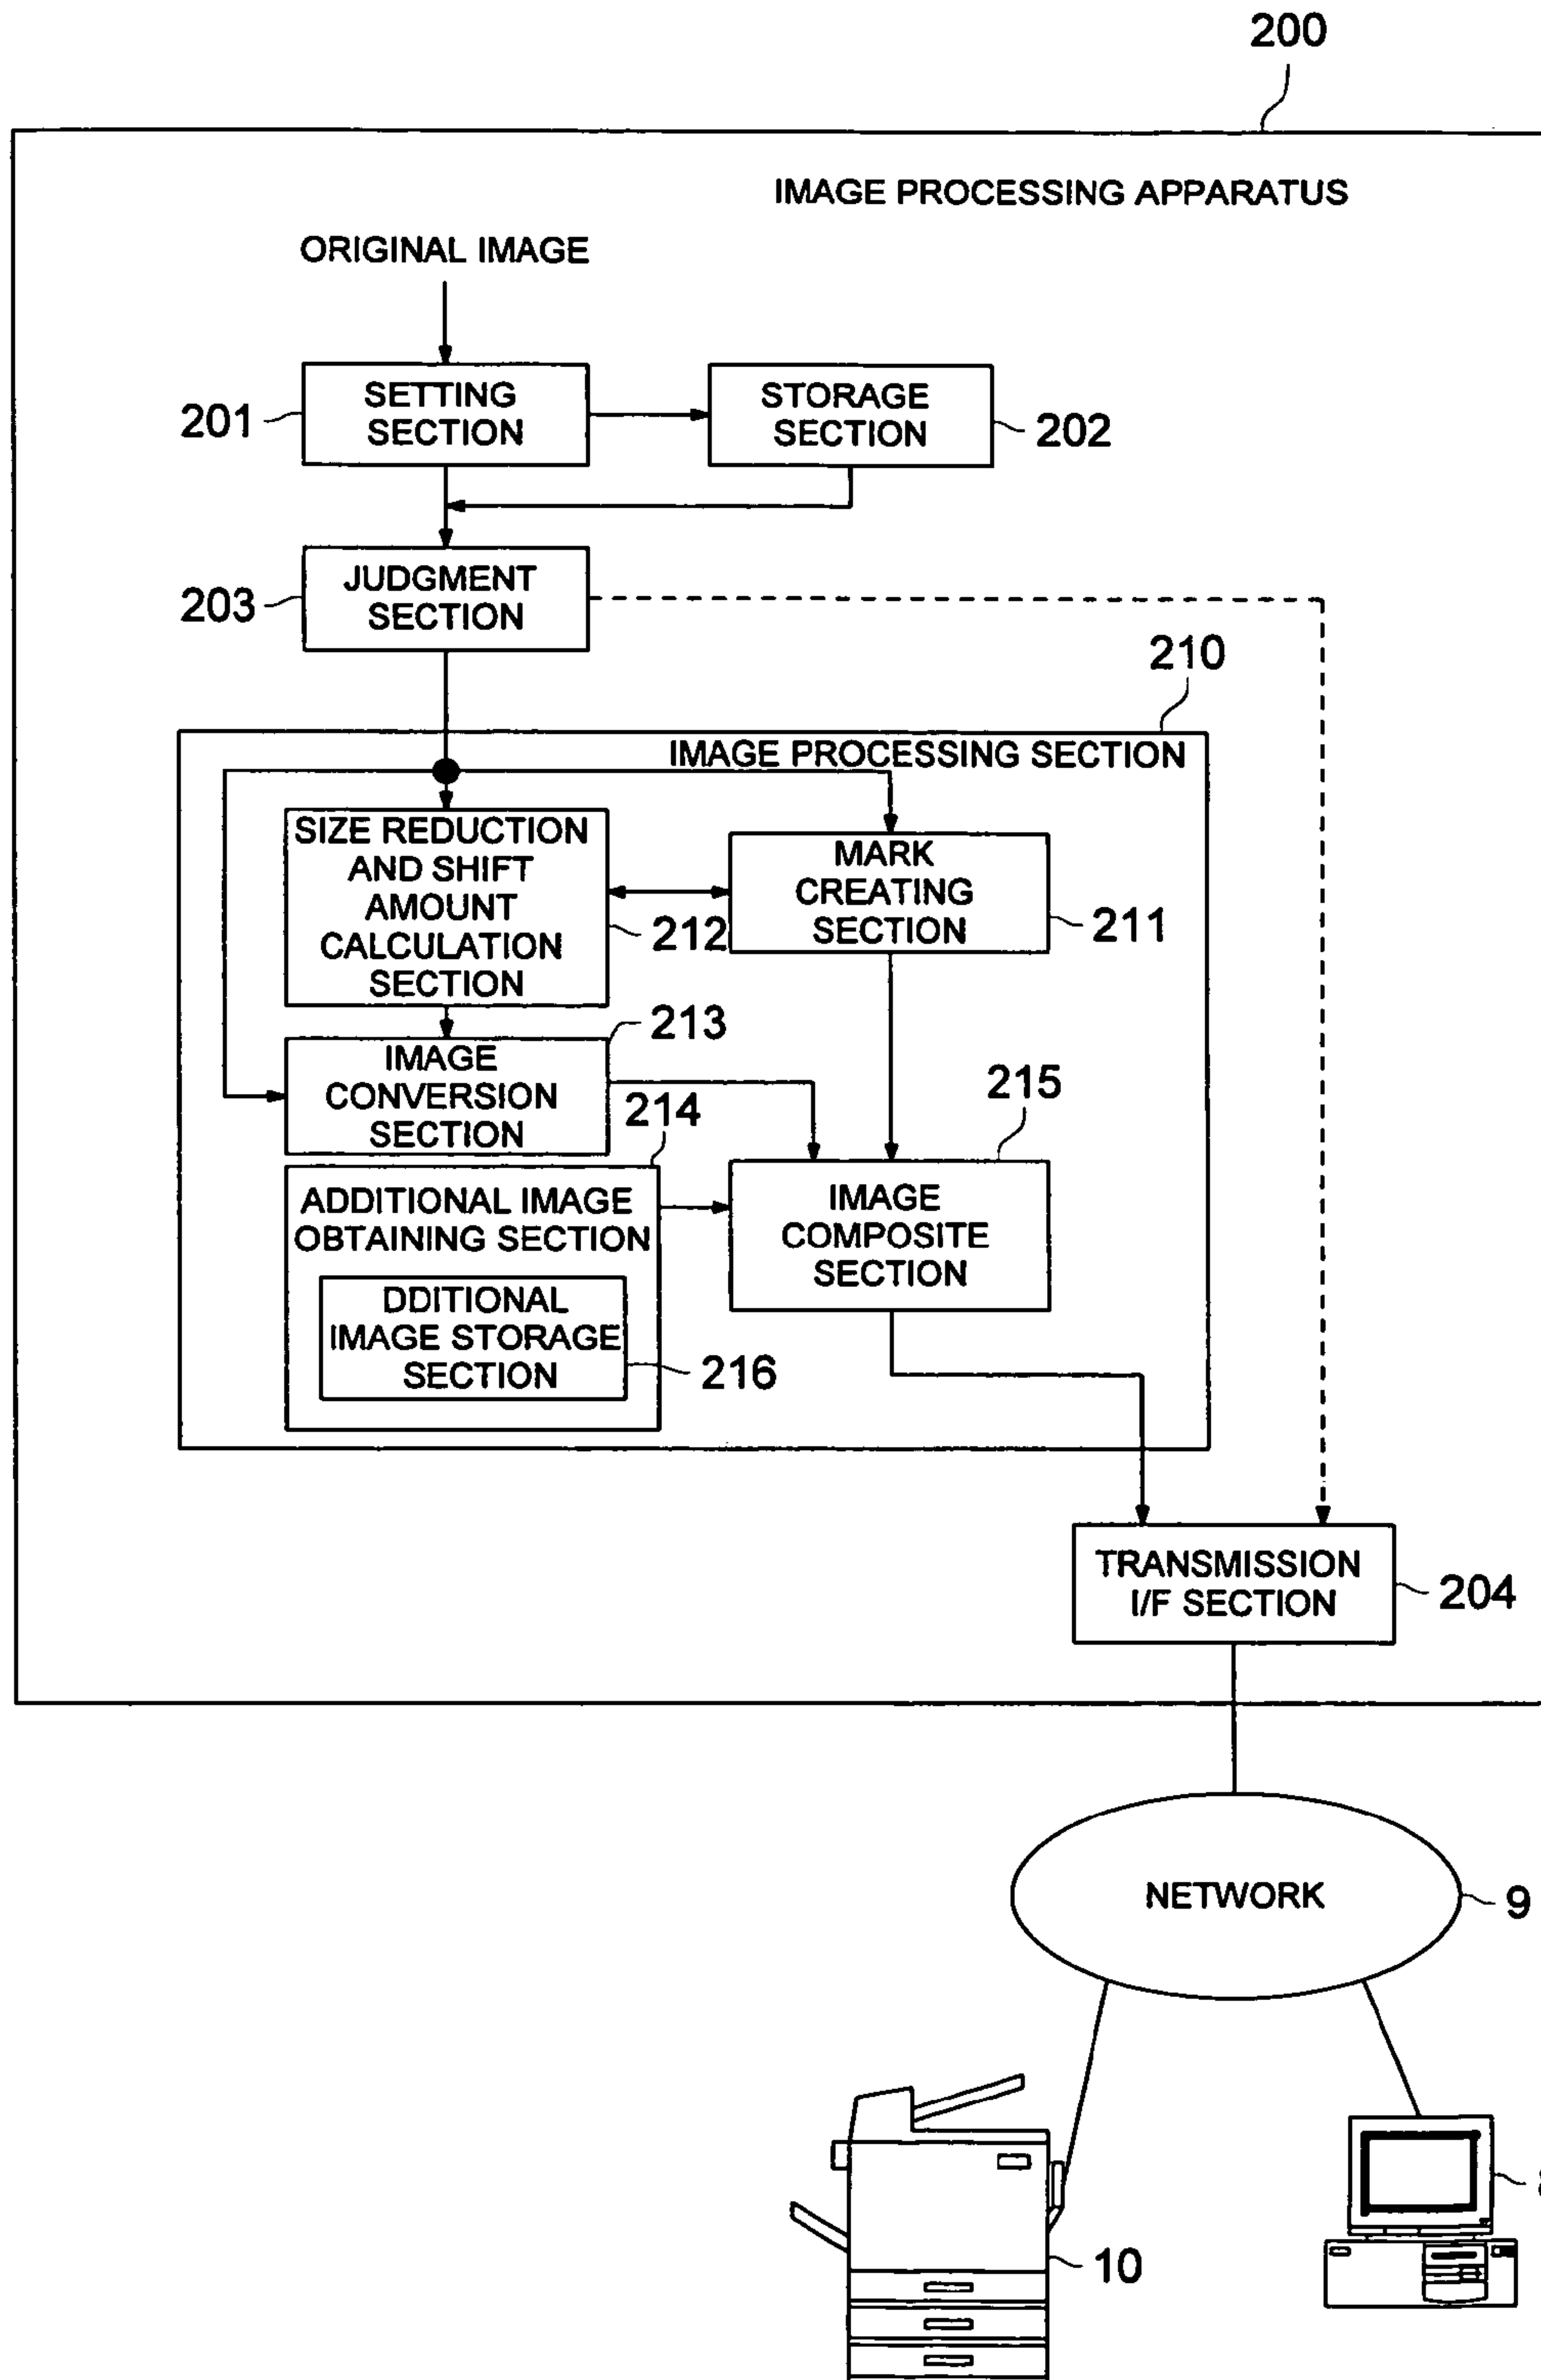 200
IMAGE PROCESSING APPARATUS
ORIGINAL IMAGE
SETTING
SECTION
201
STORAGE
SECTION
202
JUDGMENT
SECTION
203
210
IMAGE PROCESSING SECTION
SIZE REDUCTION
AND SHIFT
AMOUNT
CALCULATION
SECTION
212
MARK
CREATING
SECTION
211
213
IMAGE
CONVERSION
SECTION
214
215
ADDITIONAL IMAGE
OBTAINING SECTION
IMAGE
COMPOSITE
SECTION
DDITIONAL
IMAGE STORAGE
SECTION
216
TRANSMISSION
I/F SECTION
204
NETWORK
9
10